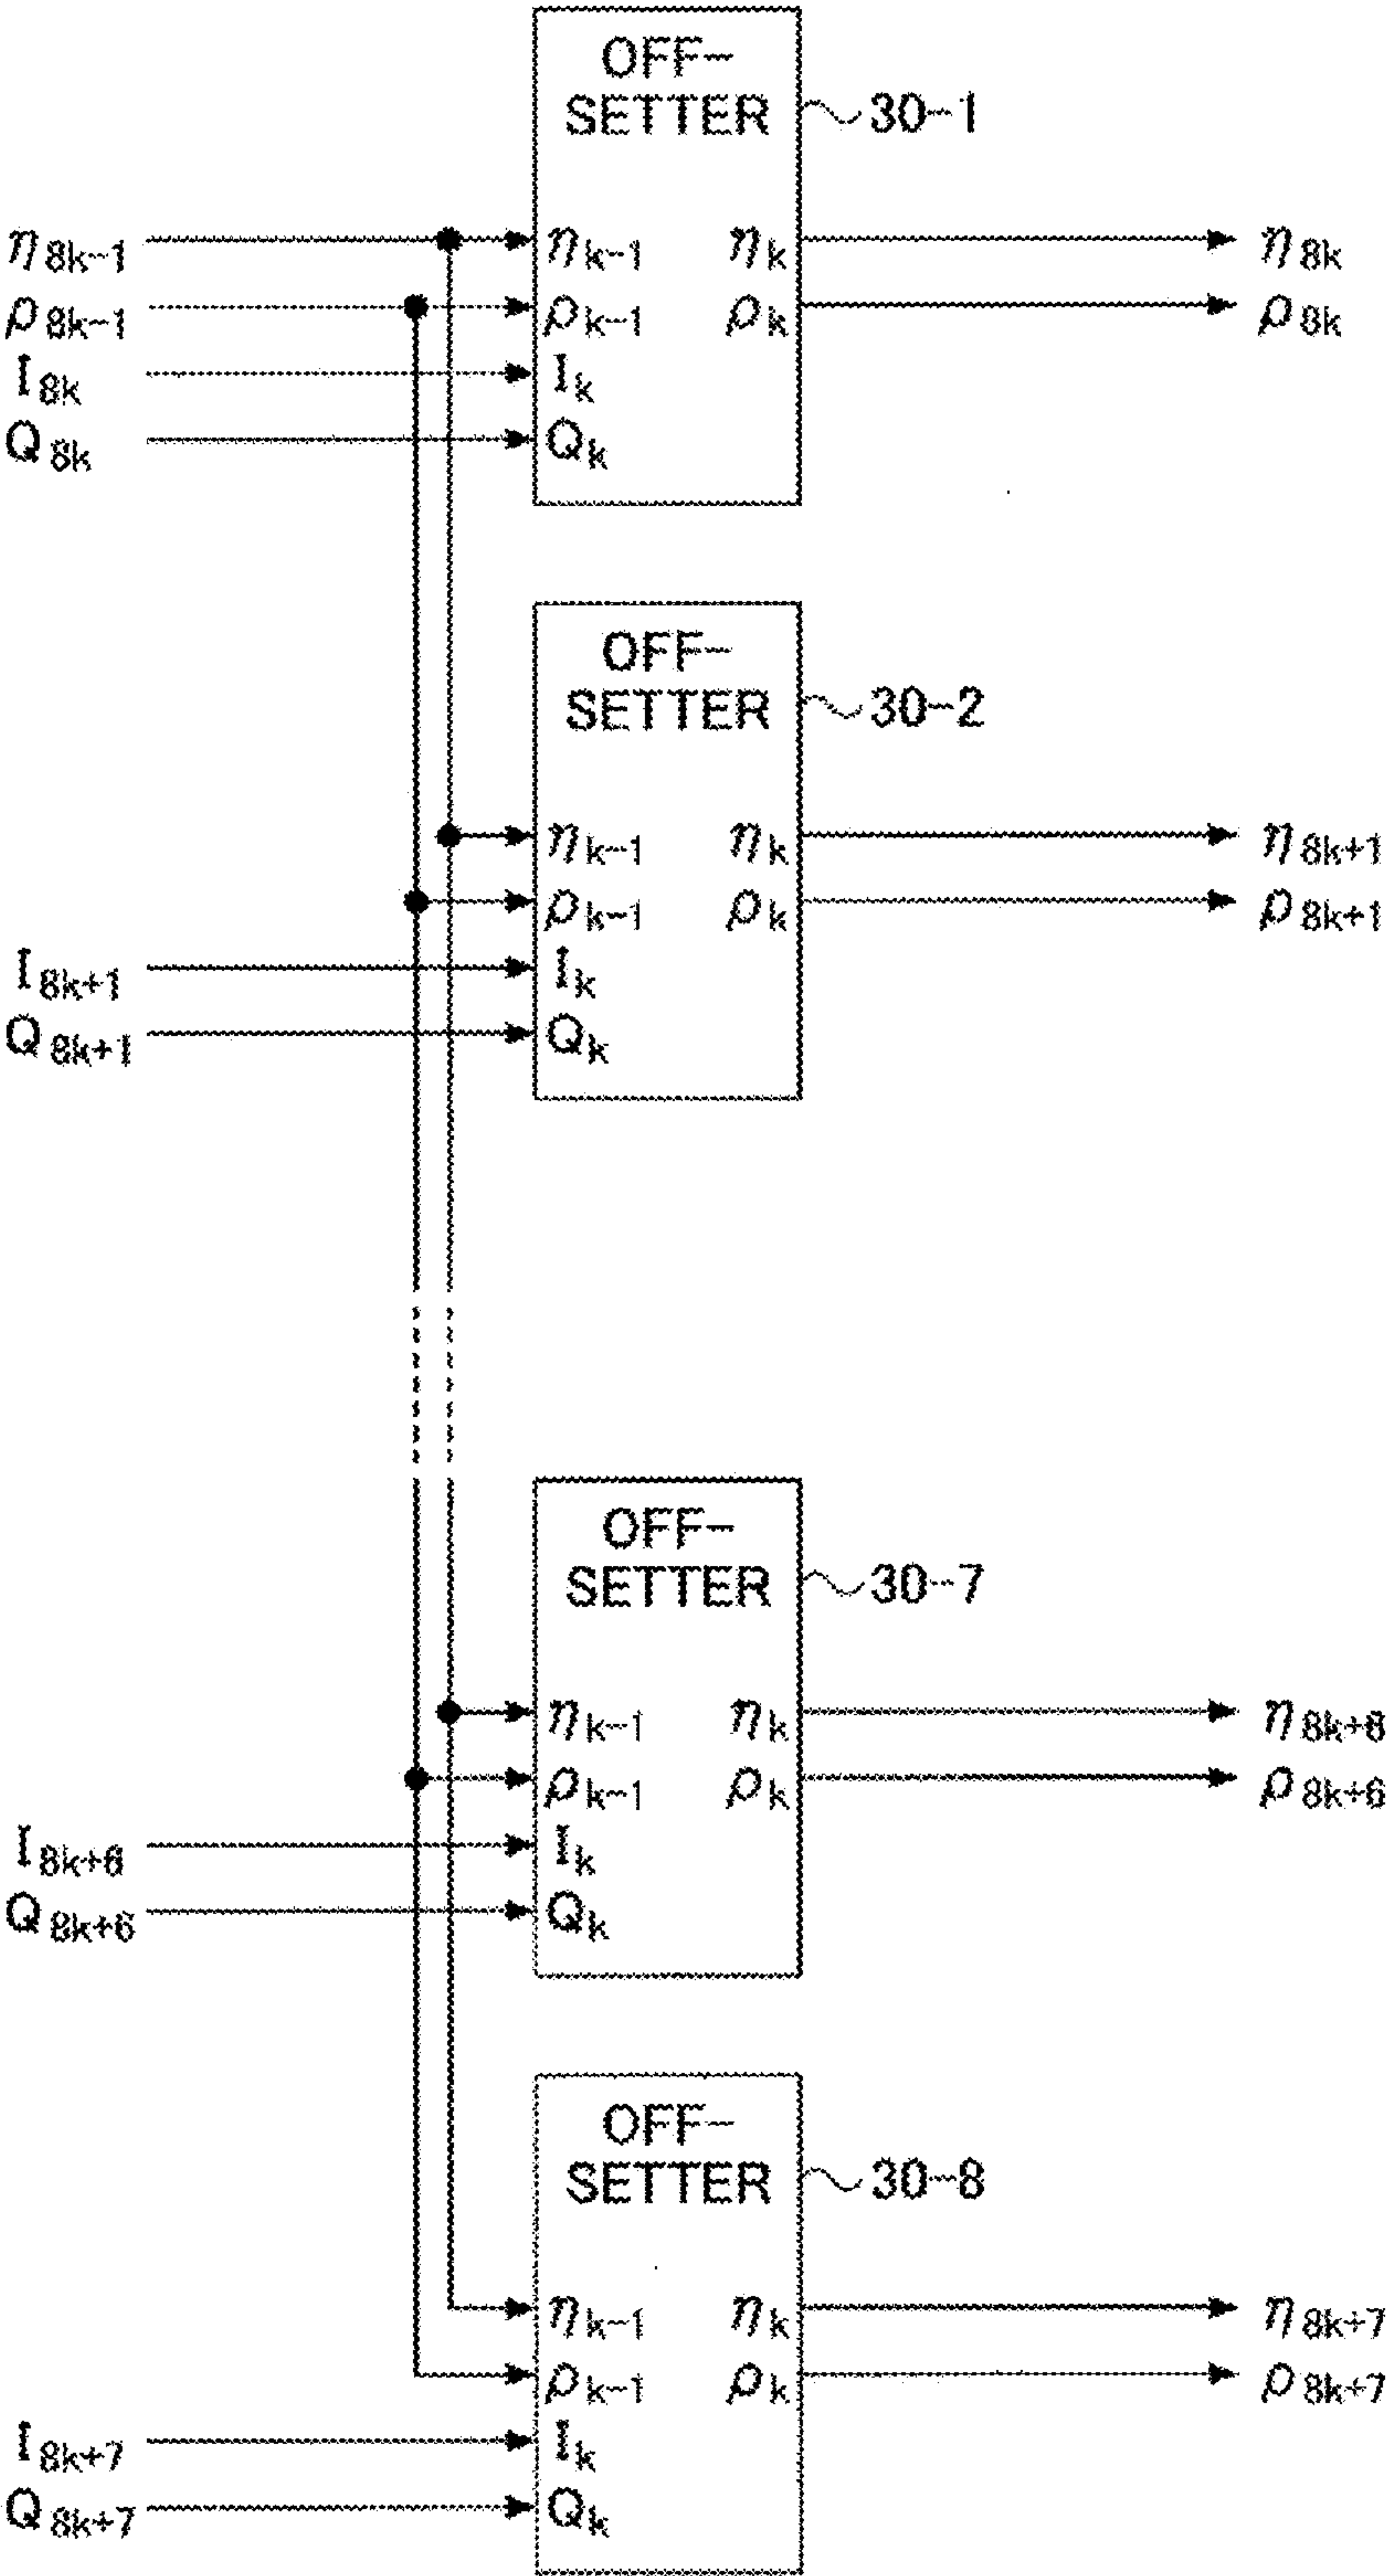 OFF-
SETTER
30-1
η8k-1 ηk-1 ηk η8k
ρ8k-1 ρk-1 ρk ρ8k
I8k Ik
Q8k Qk
OFF-
SETTER
30-2
ηk-1 ηk η8k+1
ρk-1 ρk ρ8k+1
I8k+1 Ik
Q8k+1 Qk
OFF-
SETTER
30-7
ηk-1 ηk η8k+6
ρk-1 ρk ρ8k+6
I8k+6 Ik
Q8k+6 Qk
OFF-
SETTER
30-8
ηk-1 ηk η8k+7
ρk-1 ρk ρ8k+7
I8k+7 Ik
Q8k+7 Qk